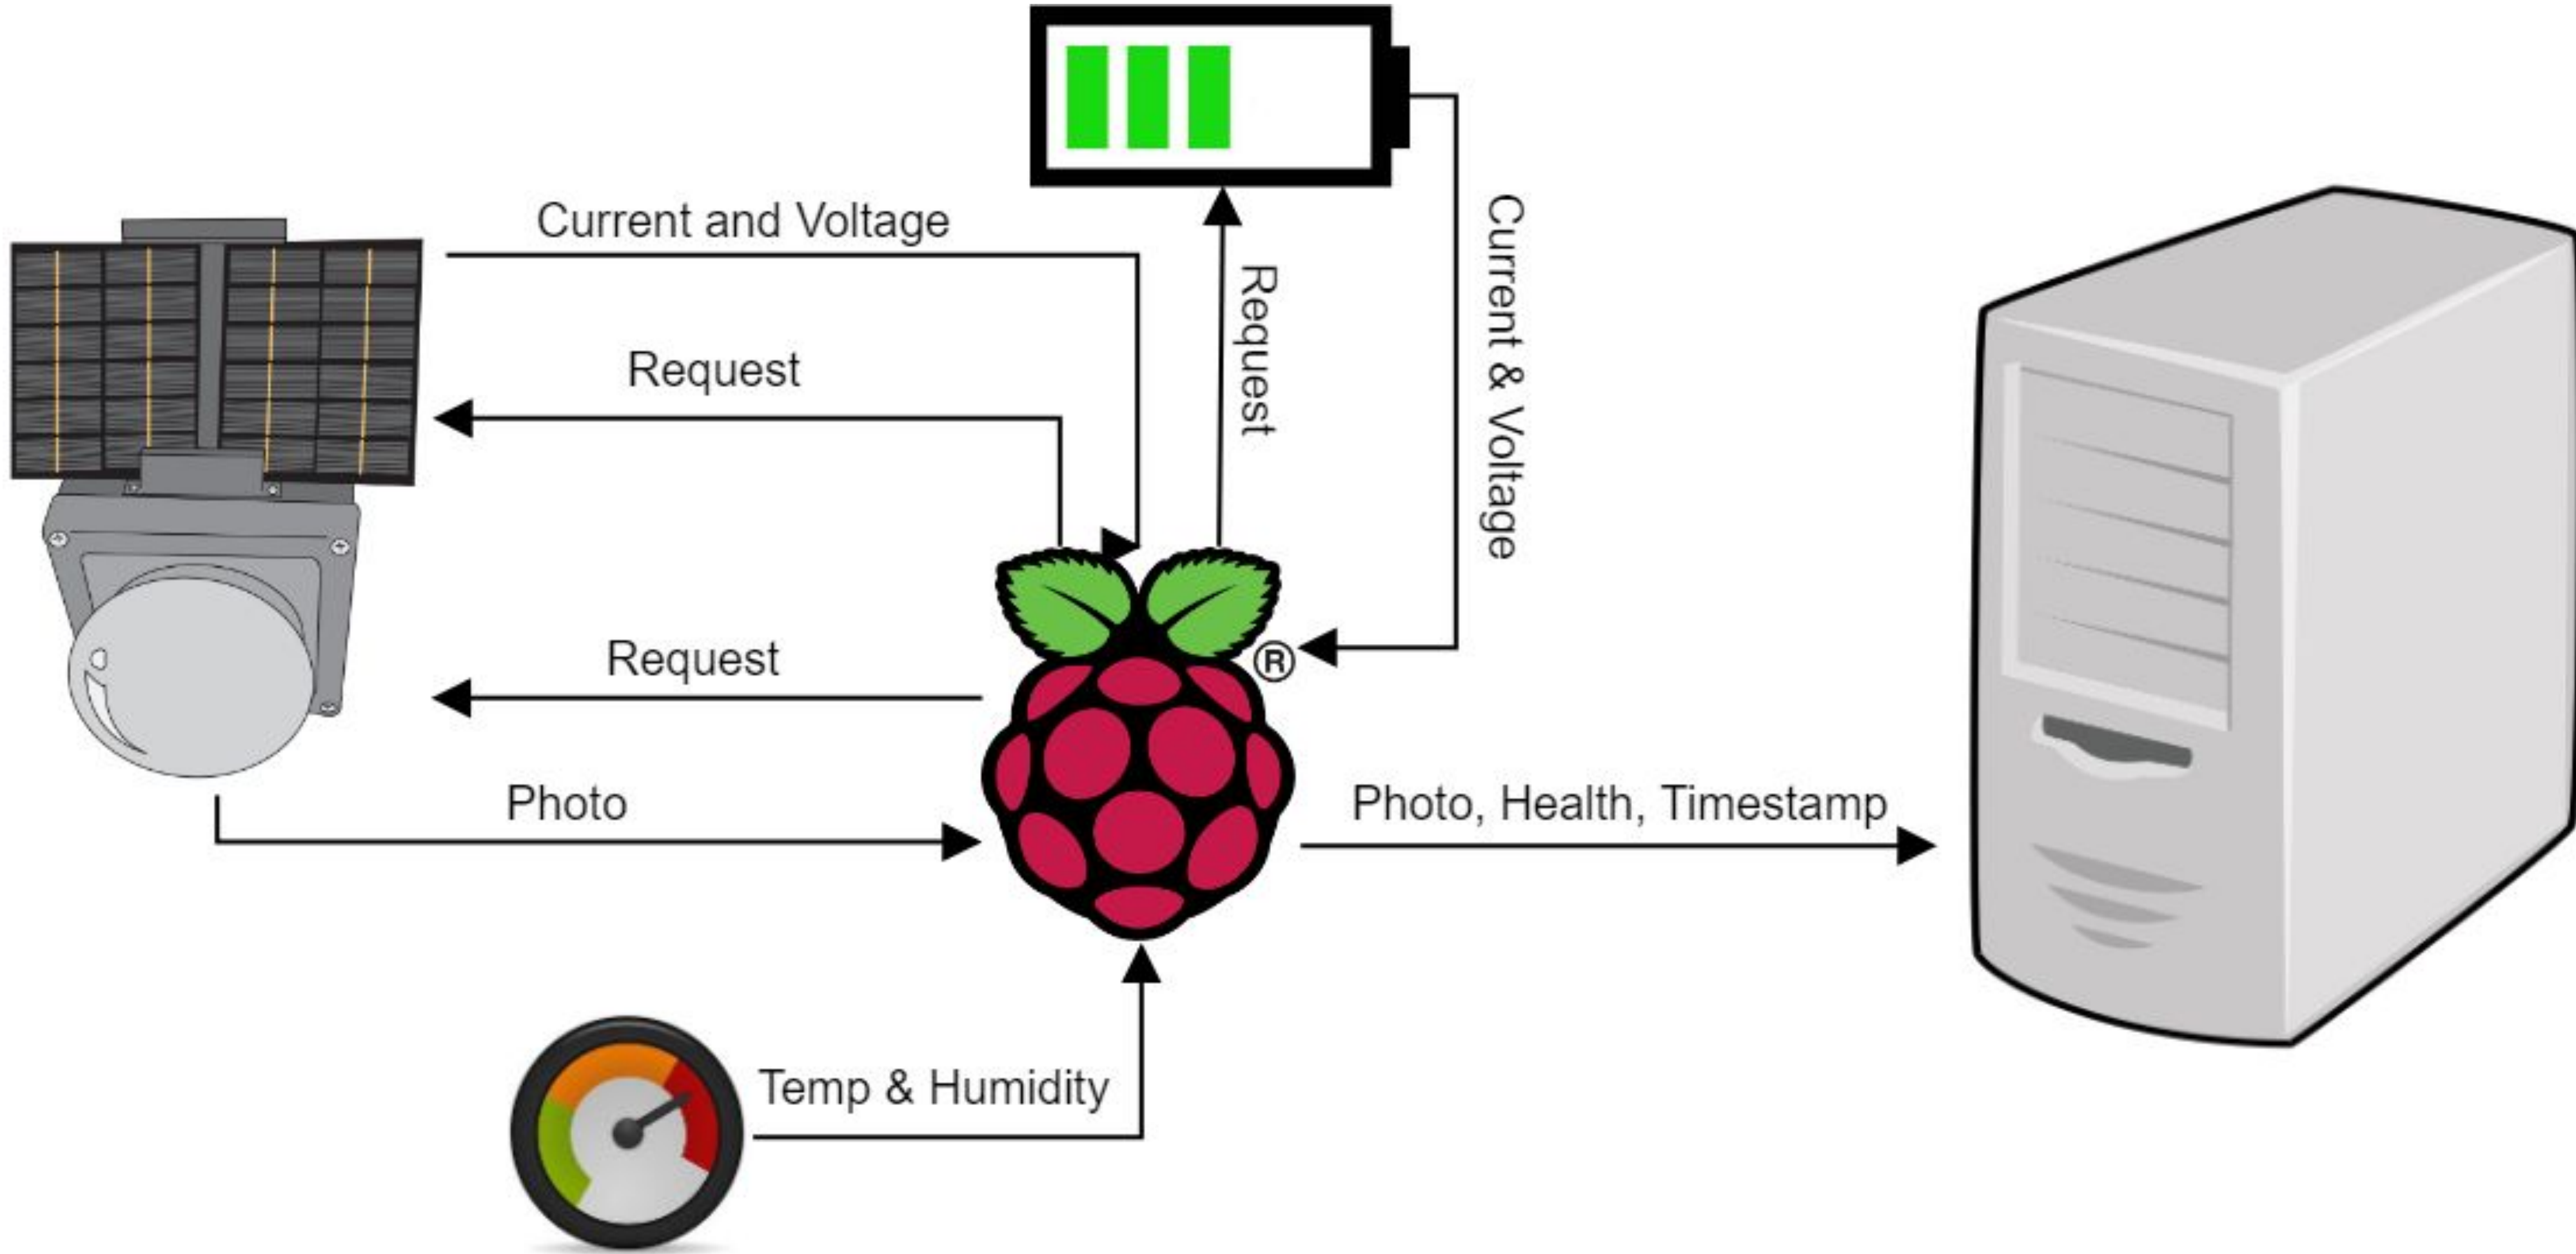 Current and Voltage
Request
Request
Current & Voltage
Request
®
Photo
Photo, Health, Timestamp
Temp & Humidity